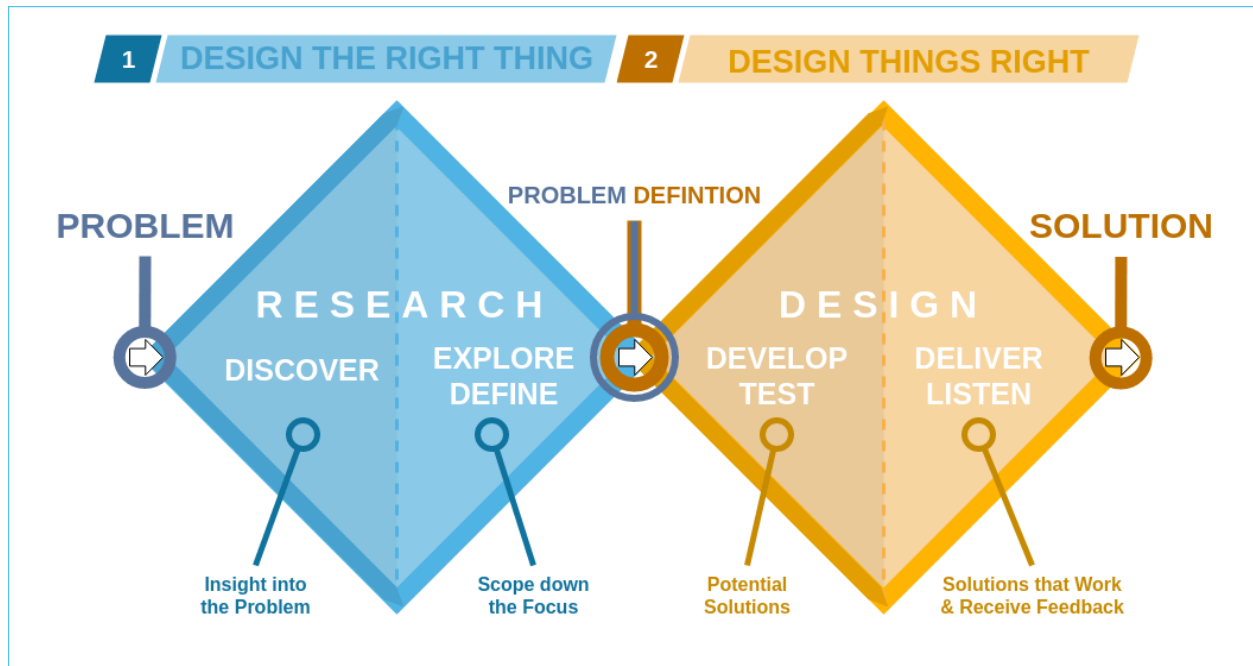 1 DESIGN THE RIGHT THING
2 DESIGN THINGS RIGHT
PROBLEM
PROBLEM DEFINTION
SOLUTION
RESEARCH
DISCOVER
EXPLORE
DEFINE
DESIGN
DEVELOP
TEST
DELIVER
LISTEN
Insight into
the Problem
Scope down
the Focus
Potential
Solutions
Solutions that Work
& Receive Feedback